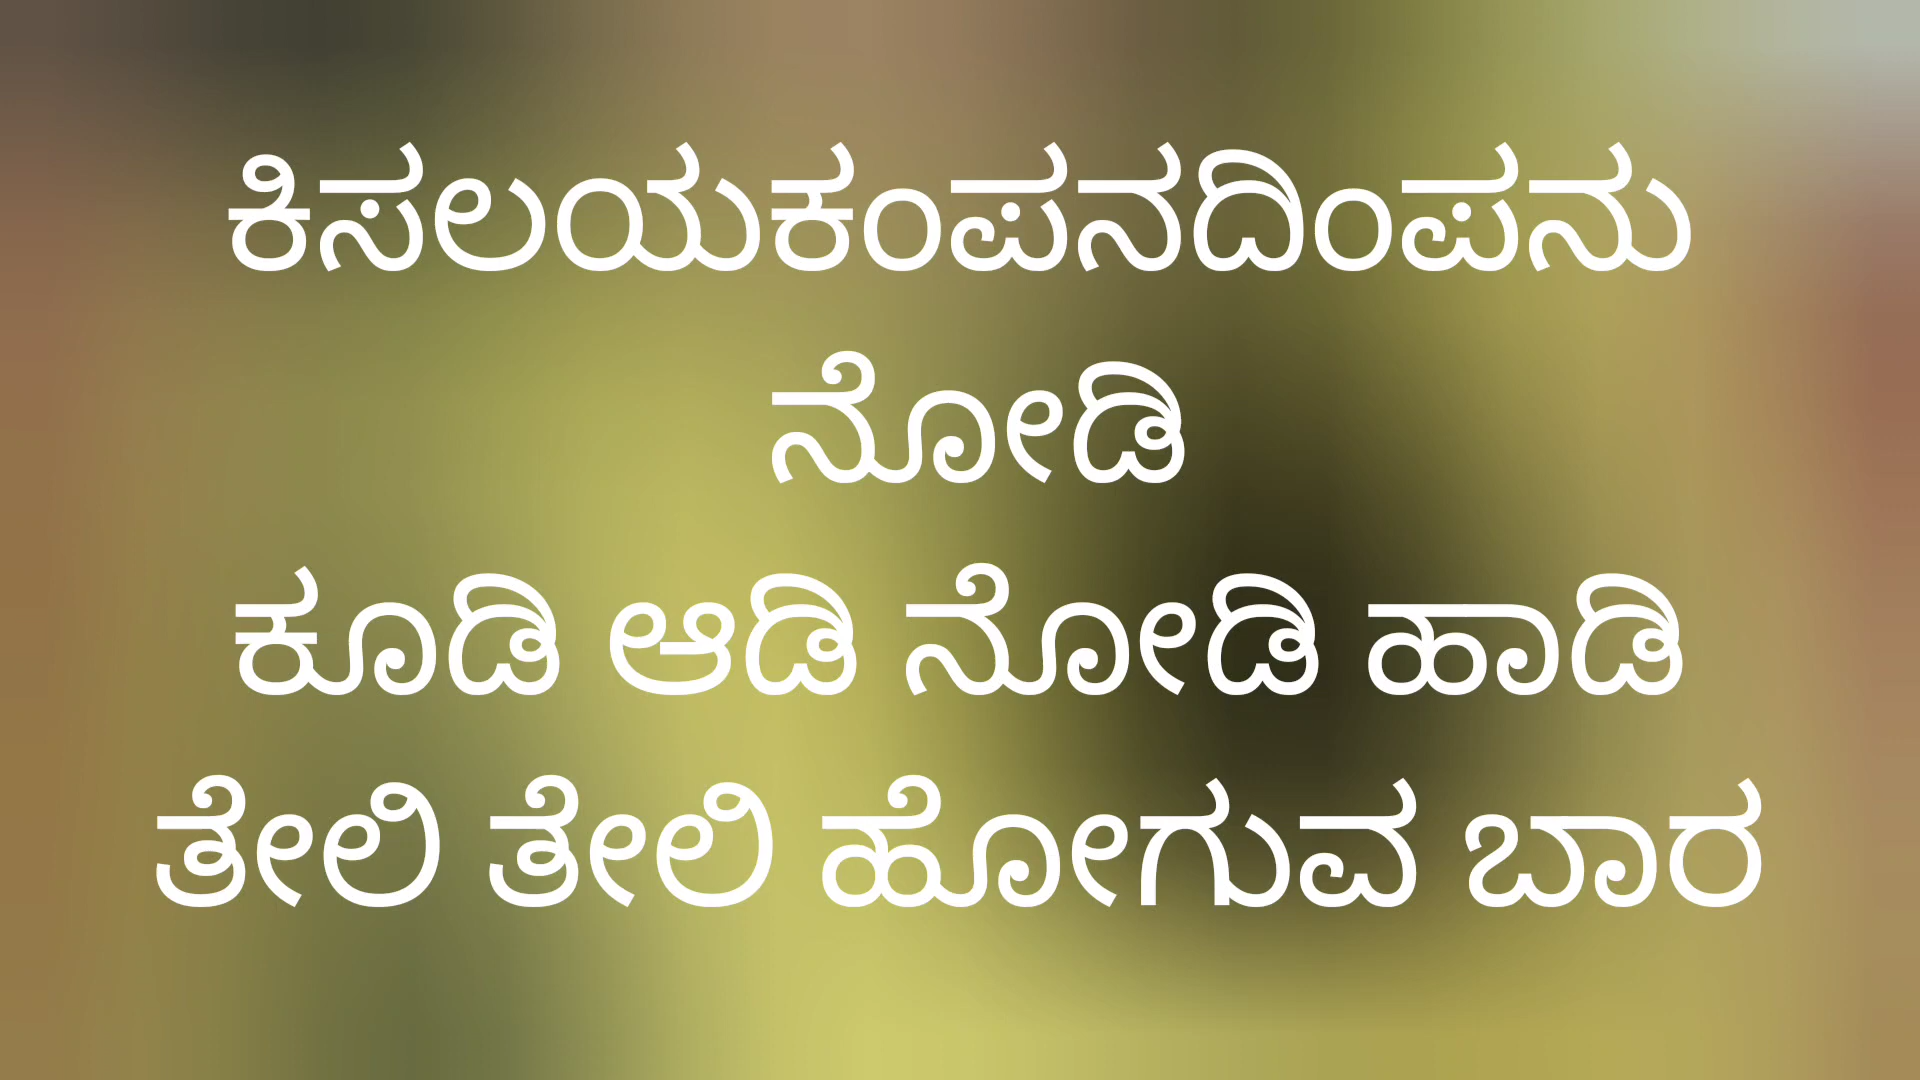 ಕಿಸಲಯಕಂಪನದಿಂಪನು
ನೋಡಿ
ಕೂಡಿ ಆಡಿ ನೋಡಿ ಹಾಡಿ
ತೇಲಿ ತೇಲಿ ಹೋಗುವ ಬಾರ